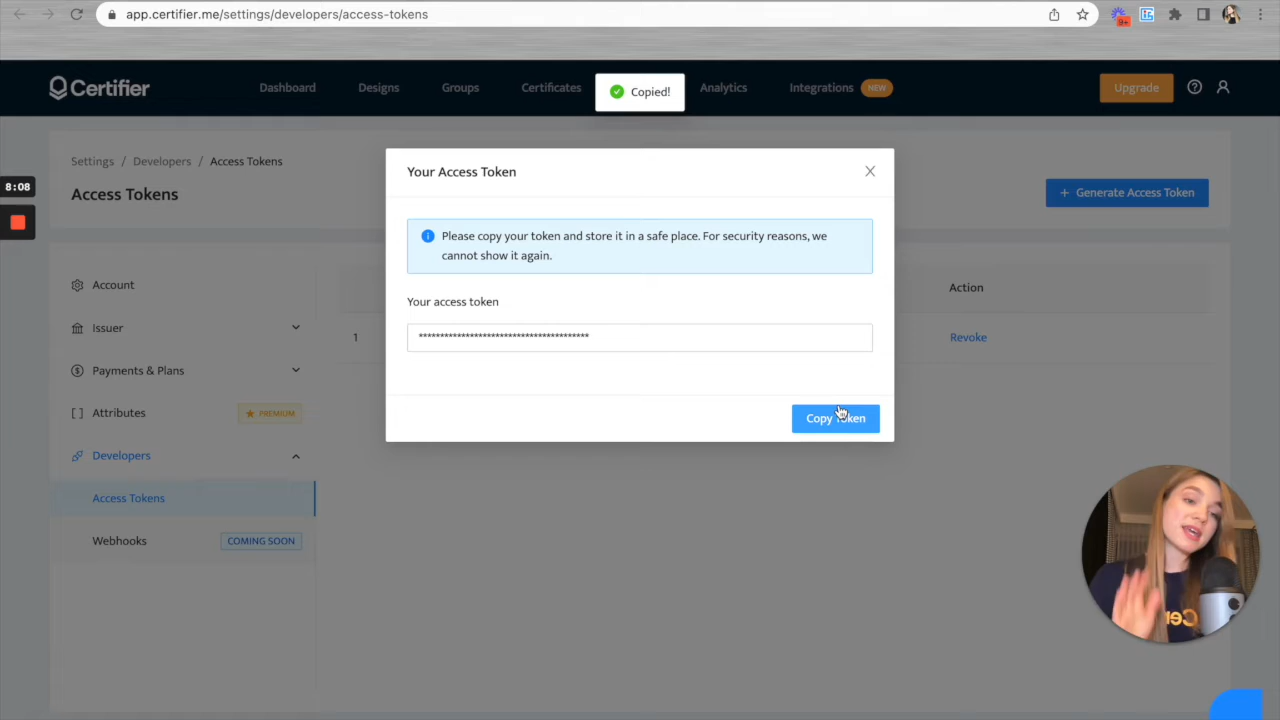 app.certifier.me/settings/developers/access-tokens
9+
Certifier
Dashboard
Designs
Groups
Certificates
Copied!
Analytics
Integrations NEW
Upgrade
Settings / Developers / Access Tokens
Access Tokens
+ Generate Access Token
8:08
Your Access Token
Please copy your token and store it in a safe place. For security reasons, we
cannot show it again.
Your access token
****************************************
Copy Token
Account
Issuer
Payments & Plans
Attributes
PREMIUM
Developers
Access Tokens
Webhooks
COMING SOON
Action
1
Revoke